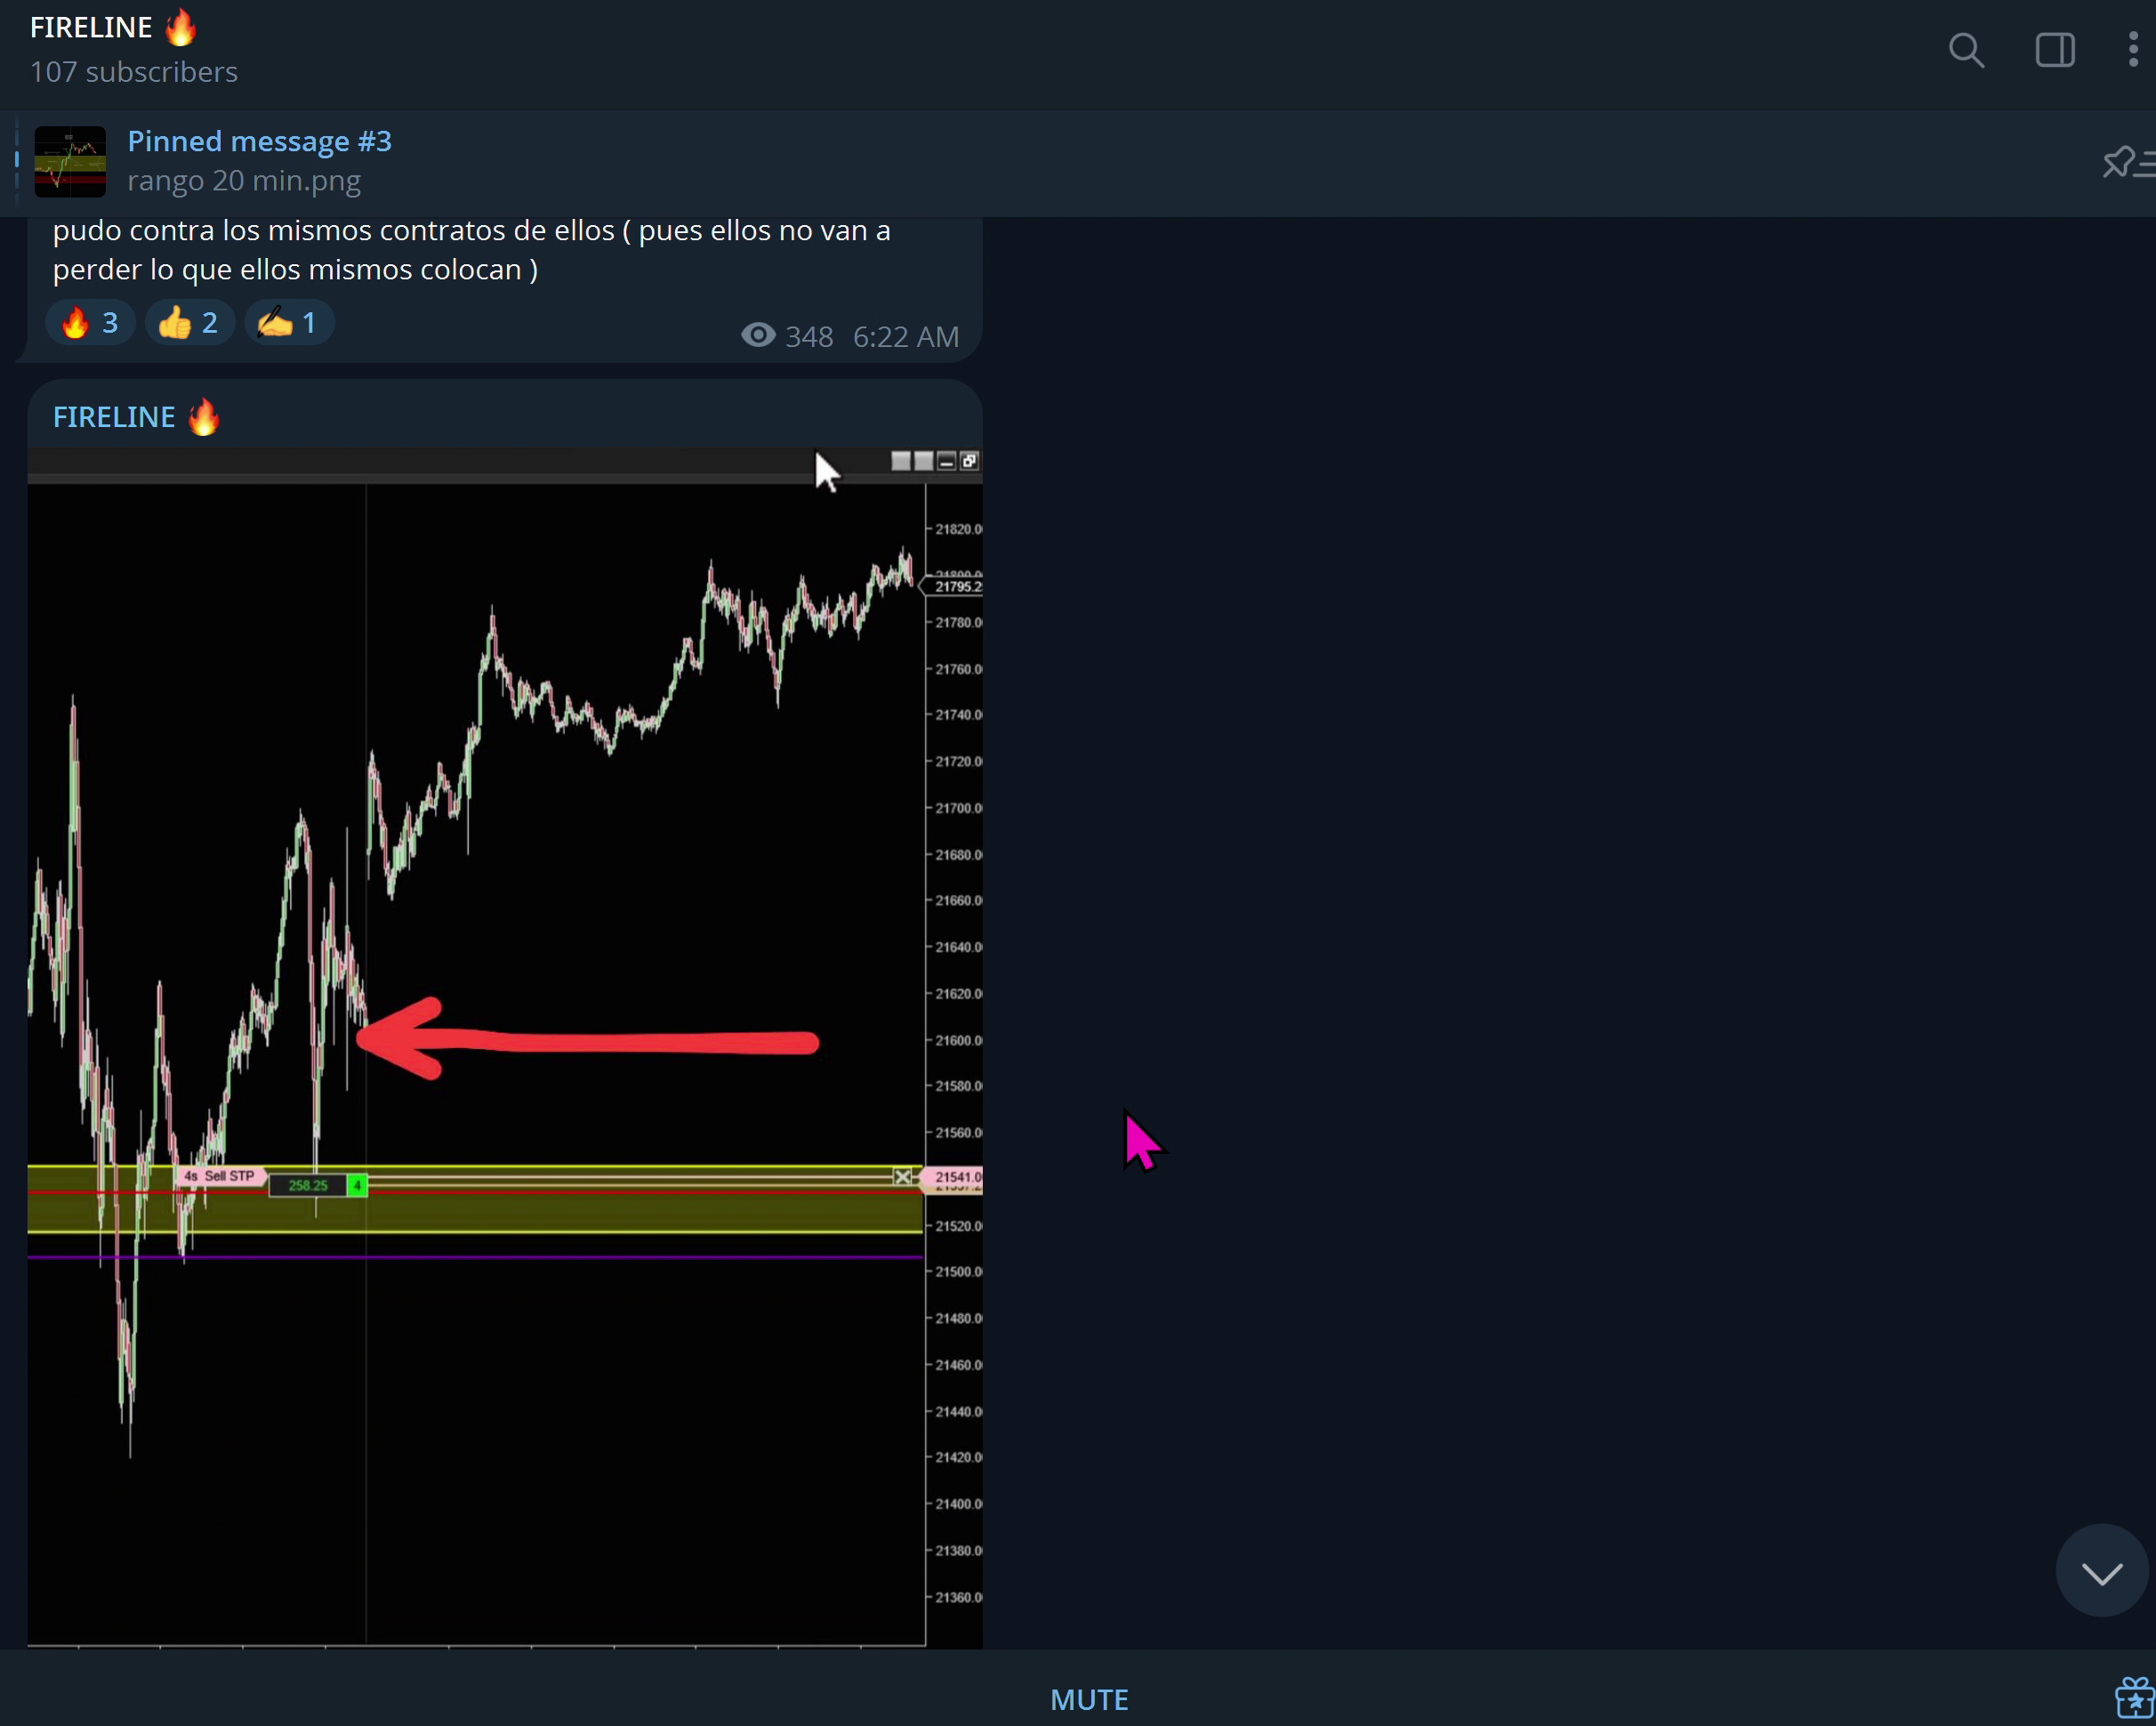 FIRELINE 🔥
107 subscribers
Pinned message #3
rango 20 min.png
pudo contra los mismos contratos de ellos ( pues ellos no van a
perder lo que ellos mismos colocan )
🔥 3 👍 2 ✍ 1
348 6:22 AM
FIRELINE 🔥
21820.0
21795.2
21780.0
21760.0
21740.0
21720.0
21700.0
21680.0
21660.0
21640.0
21620.0
21600.0
21580.0
21560.0
4s Sell STP
258.25 4
21541.0
21520.0
21500.0
21480.0
21460.0
21440.0
21420.0
21400.0
21380.0
21360.0
MUTE